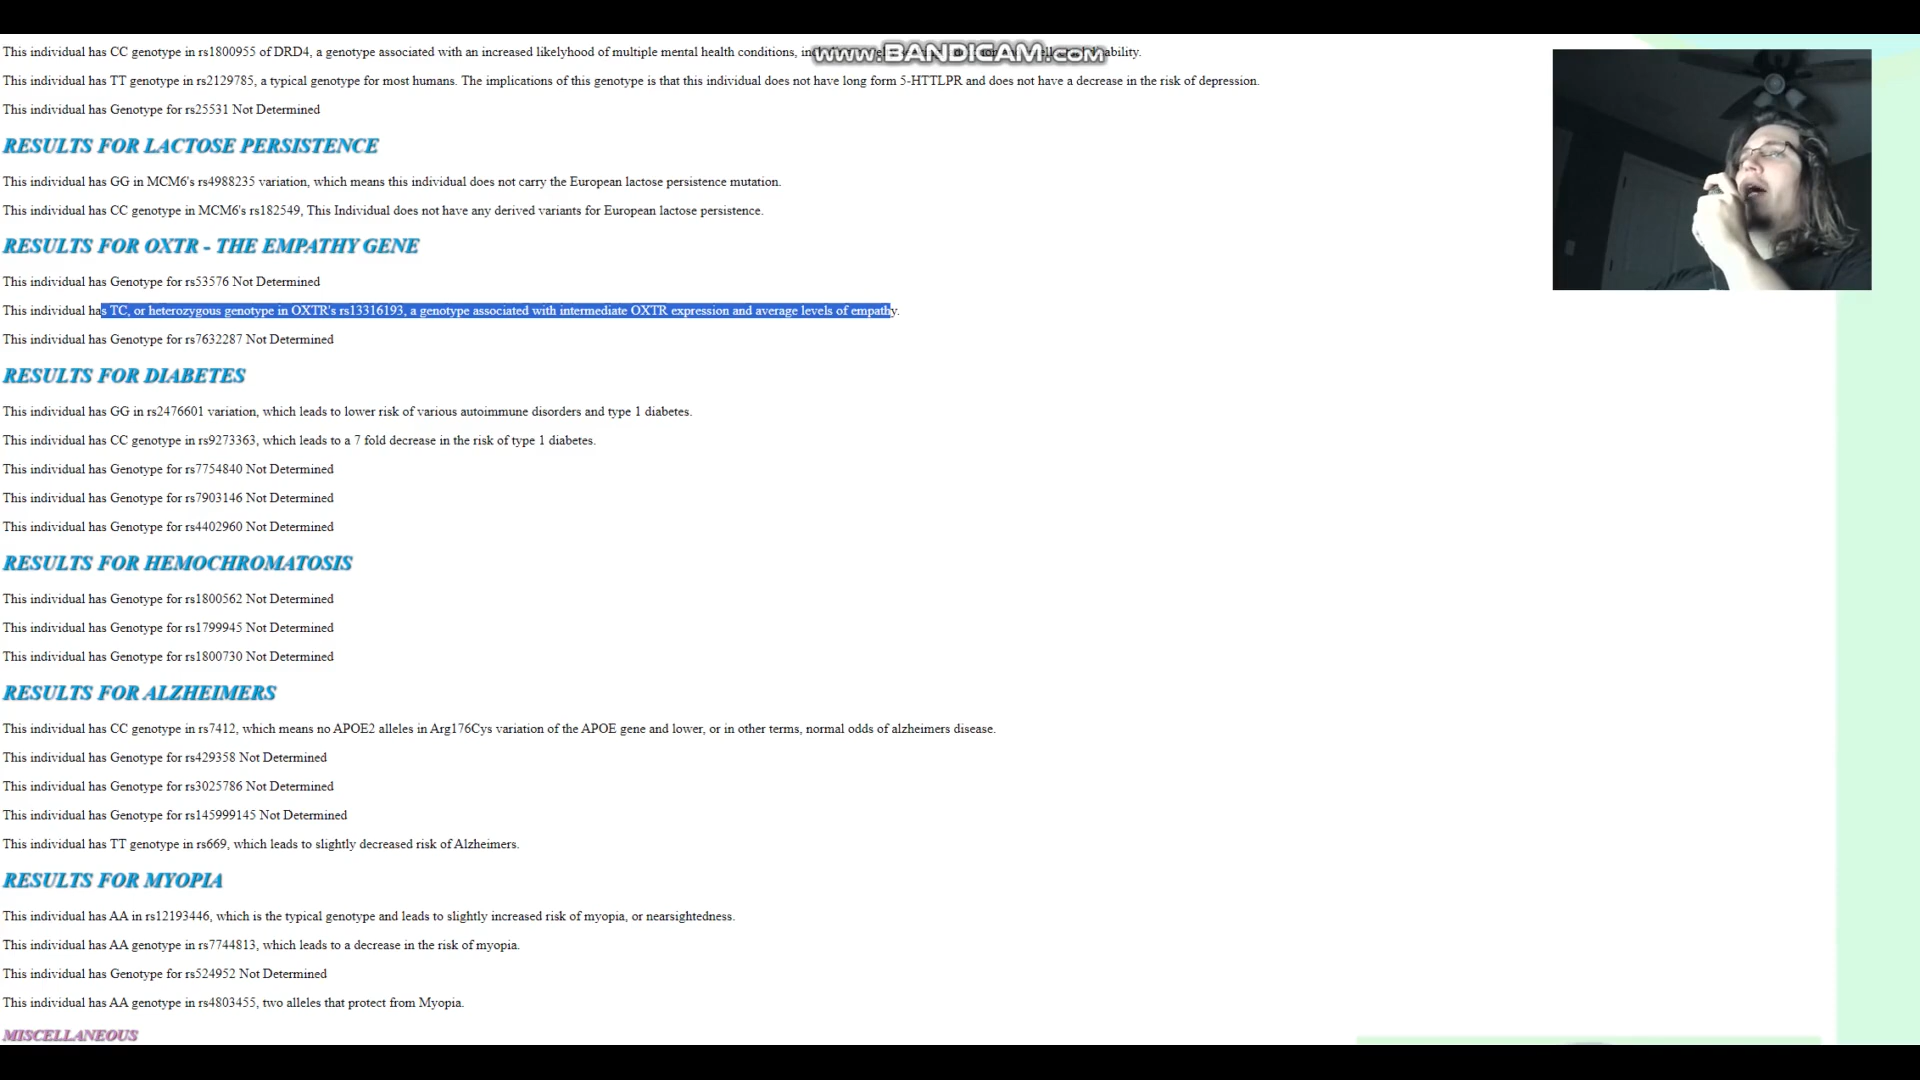 This individual has CC genotype in rs1800955 of DRD4, a genotype associated with an increased likelyhood of multiple mental health conditions,
www.BANDICAM.com
This individual has TT genotype in rs2129785, a typical genotype for most humans. The implications of this genotype is that this individual does not have long form 5-HTTLPR and does not have a decrease in the risk of depression.
This individual has Genotype for rs25531 Not Determined
RESULTS FOR LACTOSE PERSISTENCE
This individual has GG in MCM6's rs4988235 variation, which means this individual does not carry the European lactose persistence mutation.
This individual has CC genotype in MCM6's rs182549, This Individual does not have any derived variants for European lactose persistence.
RESULTS FOR OXTR - THE EMPATHY GENE
This individual has Genotype for rs53576 Not Determined
This individual has TC, or heterozygous genotype in OXTR's rs13316193, a genotype associated with intermediate OXTR expression and average levels of empathy.
This individual has Genotype for rs7632287 Not Determined
RESULTS FOR DIABETES
This individual has GG in rs2476601 variation, which leads to lower risk of various autoimmune disorders and type 1 diabetes.
This individual has CC genotype in rs9273363, which leads to a 7 fold decrease in the risk of type 1 diabetes.
This individual has Genotype for rs7754840 Not Determined
This individual has Genotype for rs7903146 Not Determined
This individual has Genotype for rs4402960 Not Determined
RESULTS FOR HEMOCHROMATOSIS
This individual has Genotype for rs1800562 Not Determined
This individual has Genotype for rs1799945 Not Determined
This individual has Genotype for rs1800730 Not Determined
RESULTS FOR ALZHEIMERS
This individual has CC genotype in rs7412, which means no APOE2 alleles in Arg176Cys variation of the APOE gene and lower, or in other terms, normal odds of alzheimers disease.
This individual has Genotype for rs429358 Not Determined
This individual has Genotype for rs3025786 Not Determined
This individual has Genotype for rs145999145 Not Determined
This individual has TT genotype in rs669, which leads to slightly decreased risk of Alzheimers.
RESULTS FOR MYOPIA
This individual has AA in rs12193446, which is the typical genotype and leads to slightly increased risk of myopia, or nearsightedness.
This individual has AA genotype in rs7744813, which leads to a decrease in the risk of myopia.
This individual has Genotype for rs524952 Not Determined
This individual has AA genotype in rs4803455, two alleles that protect from Myopia.
MISCELLANEOUS